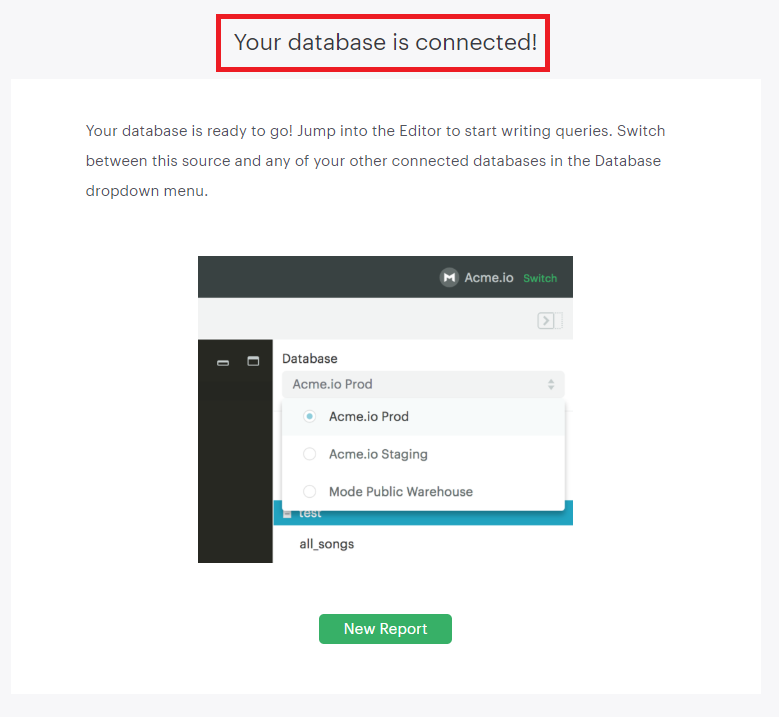 Your database is connected!
Your database is ready to go! Jump into the Editor to start writing queries. Switch
between this source and any of your other connected databases in the Database
dropdown menu.
Acme.io Switch
Database
Acme.io Prod
Acme.io Prod
Acme.io Staging
Mode Public Warehouse
test
all_songs
New Report